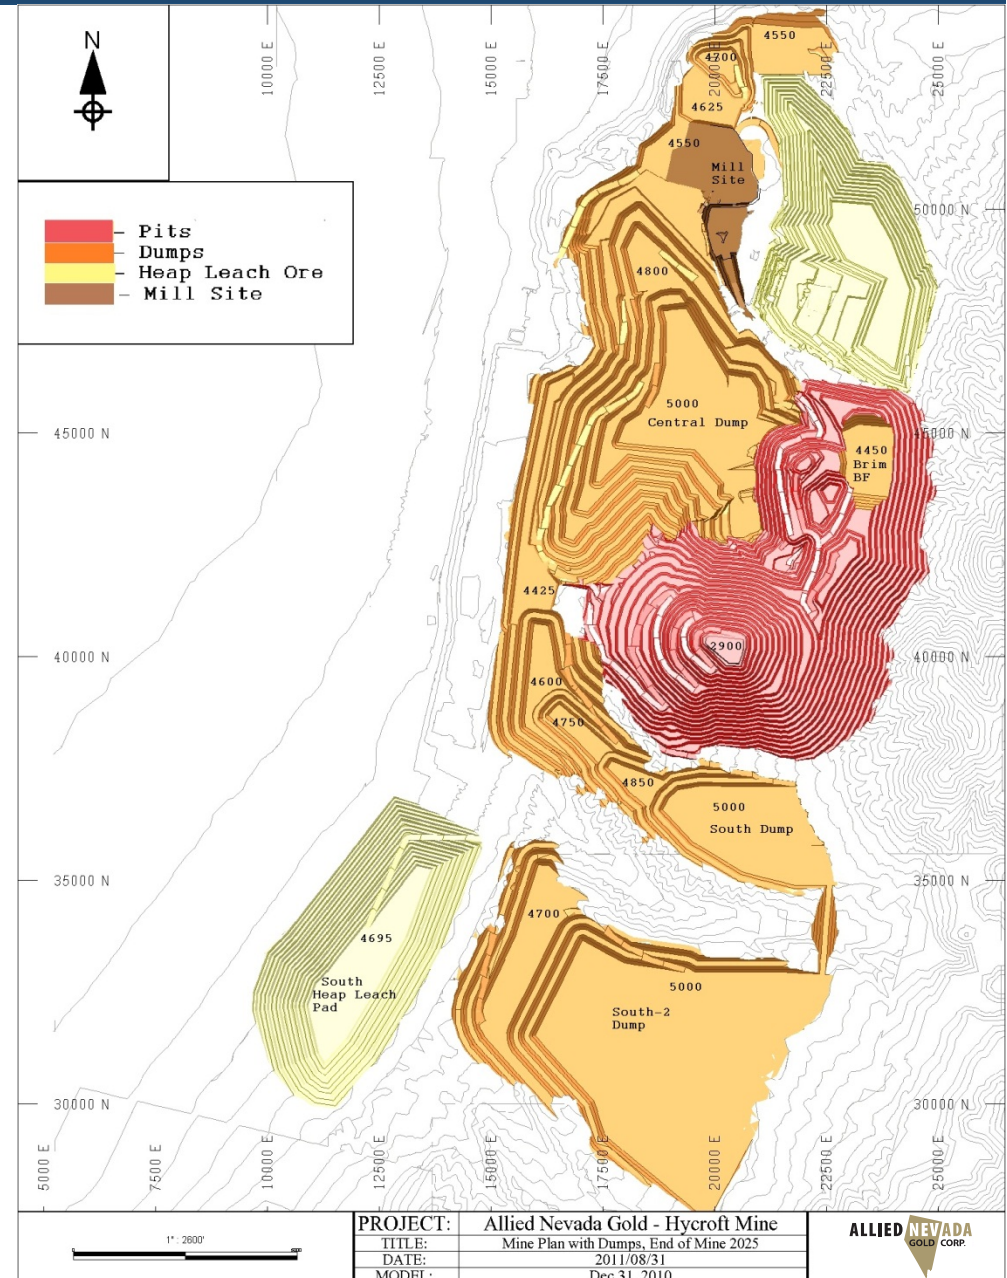 N
10000 E
12500 E
15000 E
17500 E
20000 E
22500 E
25000 E
4550
4700
4625
4550
Mill
Site
Pits
Dumps
Heap Leach Ore
Mill Site
50000 N
50000 N
4800
5000
Central Dump
45000 N
45000 N
4450
Brim
BF
4425
40000 N
2900
40000 N
4600
4750
4850
5000
South Dump
35000 N
35000 N
4700
4695
South
Heap Leach
Pad
5000
South-2
Dump
30000 N
30000 N
5000 E
7500 E
10000 E
12500 E
15000 E
17500 E
20000 E
22500 E
25000 E
1" : 2600'
PROJECT: Allied Nevada Gold - Hycroft Mine
TITLE: Mine Plan with Dumps, End of Mine 2025
DATE: 2011/08/31
MODEL: Dec 31, 2010
ALLIED NEVADA
GOLD CORP.